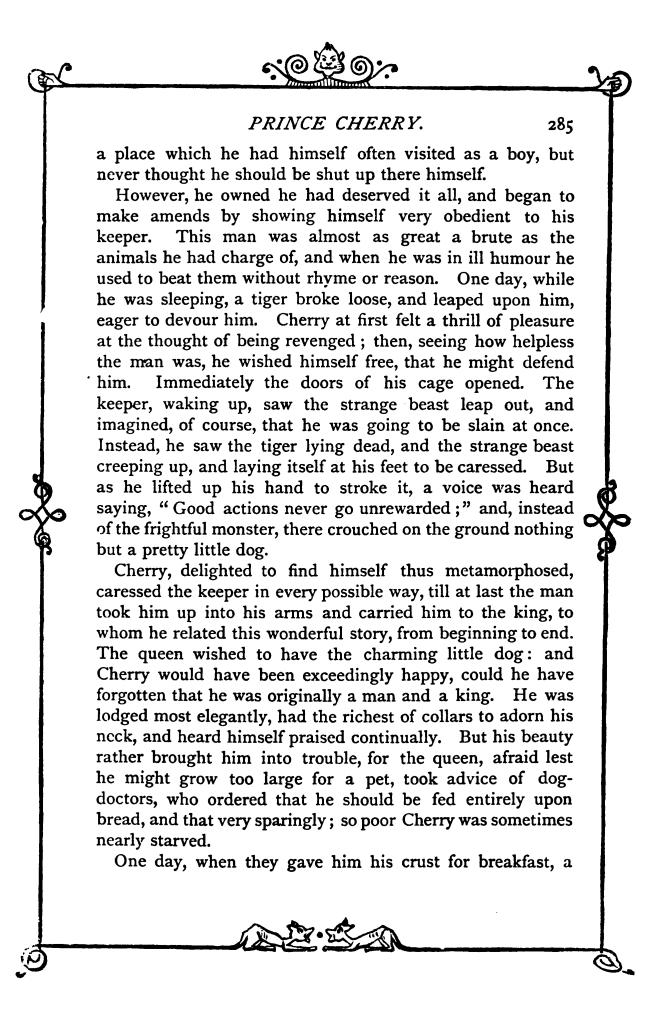 PRINCE CHERRY. 285
a place which he had himself often visited as a boy, but
never thought he should be shut up there himself.
However, he owned he had deserved it all, and began to
make amends by showing himself very obedient to his
keeper. This man was almost as great a brute as the
animals he had charge of, and when he was in ill humour he
used to beat them without rhyme or reason. One day, while
he was sleeping, a tiger broke loose, and leaped upon him,
eager to devour him. Cherry at first felt a thrill of pleasure
at the thought of being revenged ; then, seeing how helpless
the man was, he wished himself free, that he might defend
him. Immediately the doors of his cage opened. The
keeper, waking up, saw the strange beast leap out, and
imagined, of course, that he was going to be slain at once.
Instead, he saw the tiger lying dead, and the strange beast
creeping up, and laying itself at his feet to be caressed. But
as he lifted up his hand to stroke it, a voice was heard
saying, “ Good actions never go unrewarded ;” and, instead
of the frightful monster, there crouched on the ground nothing
but a pretty little dog.
Cherry, delighted to find himself thus metamorphosed,
caressed the keeper in every possible way, till at last the man
took him up into his arms and carried him to the king, to
whom he related this wonderful story, from beginning to end.
The queen wished to have the charming little dog : and
Cherry would have been exceedingly happy, could he have
forgotten that he was originally a man and a king. He was
lodged most elegantly, had the richest of collars to adorn his
neck, and heard himself praised continually. But his beauty
rather brought him into trouble, for the queen, afraid lest
he might grow too large for a pet, took advice of dog-
doctors, who ordered that he should be fed entirely upon
bread, and that very sparingly ; so poor Cherry was sometimes
nearly starved.
One day, when they gave him his crust for breakfast, a